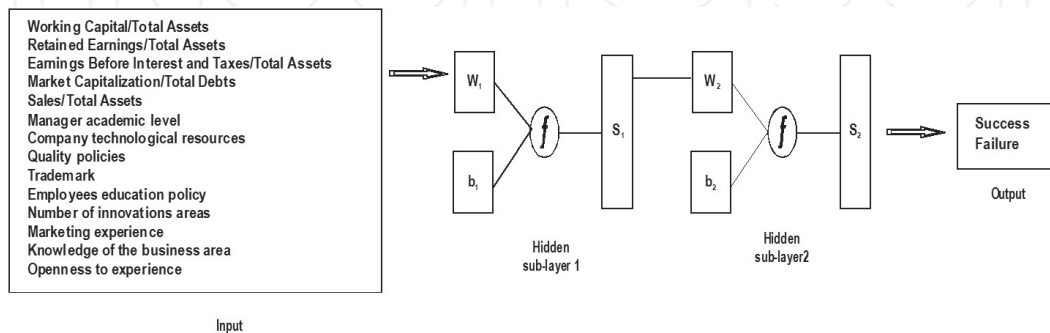 Working Capital/Total Assets
Retained Earnings/Total Assets
Earnings Before Interest and Taxes/Total Assets
Market Capitalization/Total Debts
Sales/Total Assets
Manager academic level
Company technological resources
Quality policies
Trademark
Employees education policy
Number of innovations areas
Marketing experience
Knowledge of the business area
Openness to experience
Input
W₁
b₁
f
S₁
Hidden
sub-layer 1
W₂
b₂
f
S₂
Hidden
sub-layer2
Success
Failure
Output